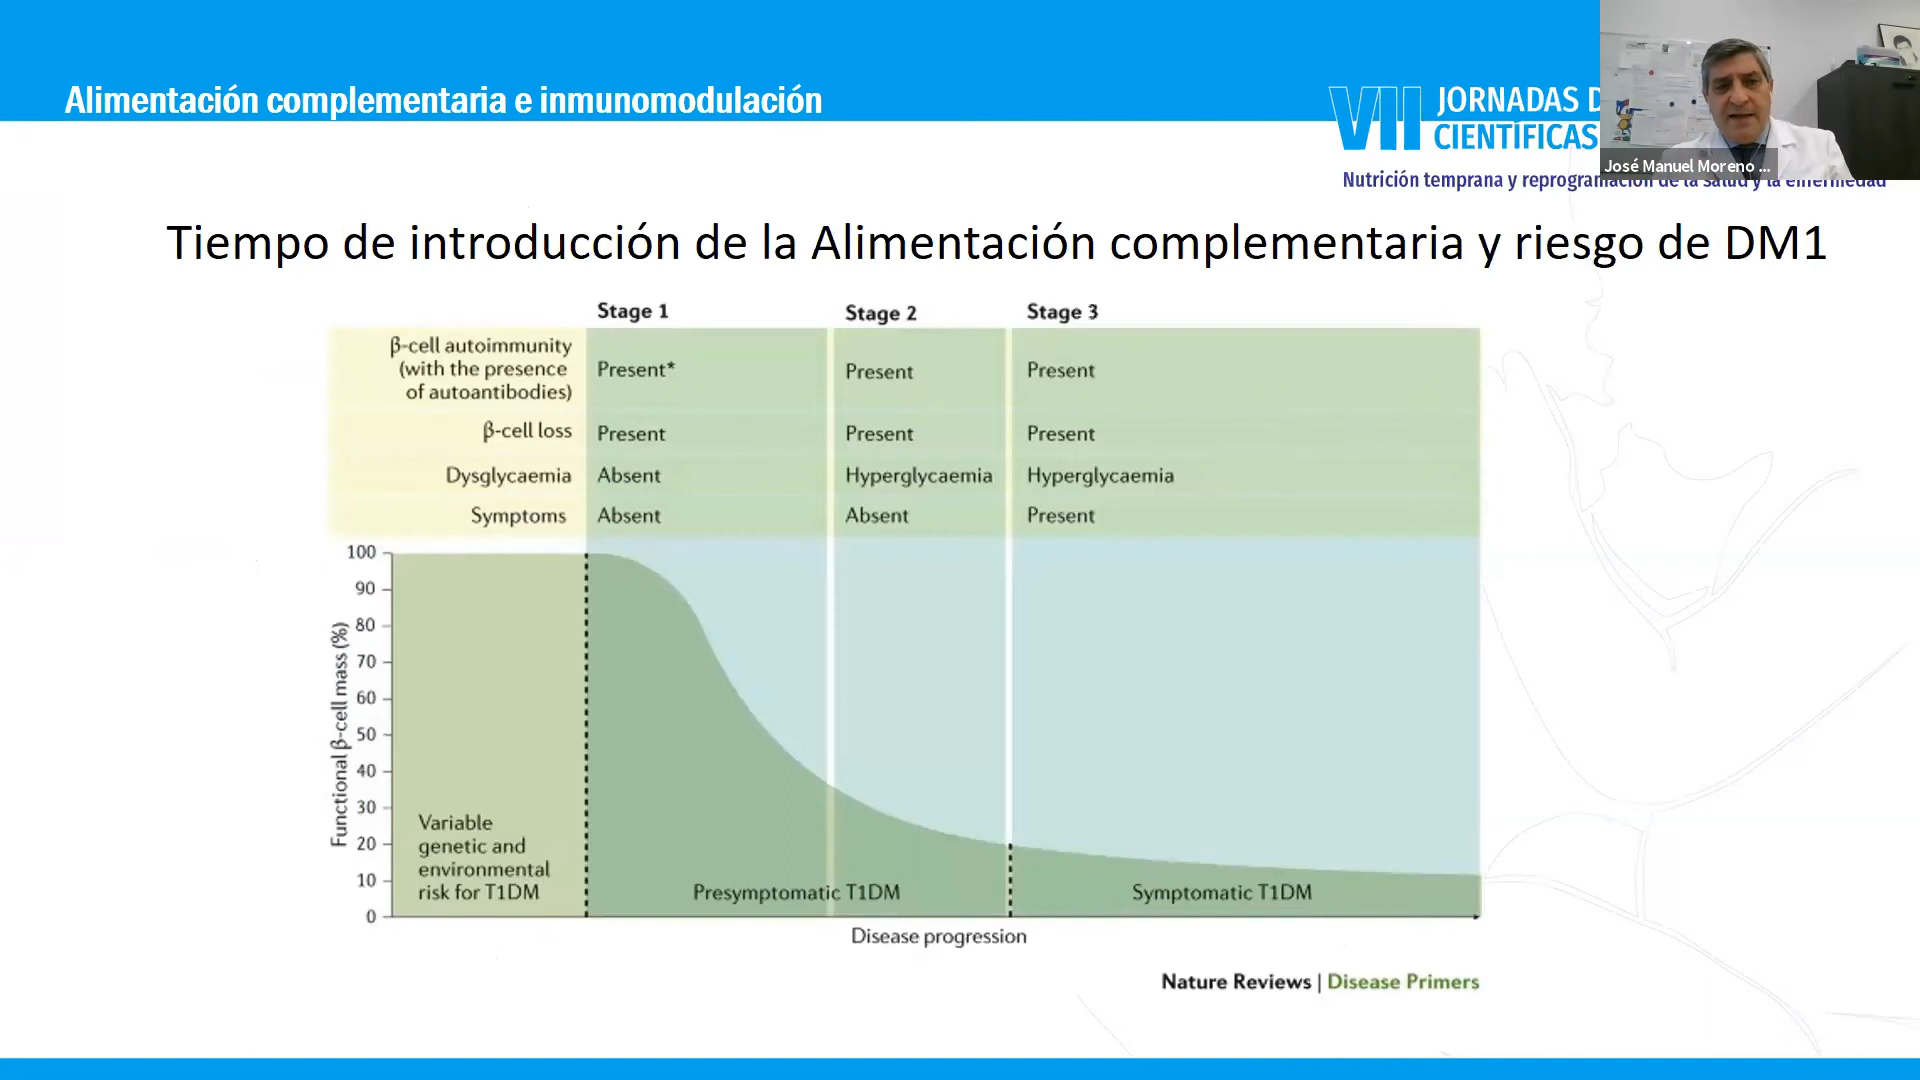 Alimentación complementaria e inmunomodulación
VII JORNADAS
CIENTÍFICAS
José Manuel Moreno ...
Nutrición temprana y reprogramación de la salud y la enfermedad
Tiempo de introducción de la Alimentación complementaria y riesgo de DM1
Stage 1 Stage 2 Stage 3
β-cell autoimmunity
(with the presence
of autoantibodies)
Present* Present Present
β-cell loss Present Present Present
Dysglycaemia Absent Hyperglycaemia Hyperglycaemia
Symptoms Absent Absent Present
Functional β-cell mass (%)
100
90
80
70
60
50
40
30
20
10
0
Variable
genetic and
environmental
risk for T1DM
Presymptomatic T1DM
Symptomatic T1DM
Disease progression
Nature Reviews | Disease Primers